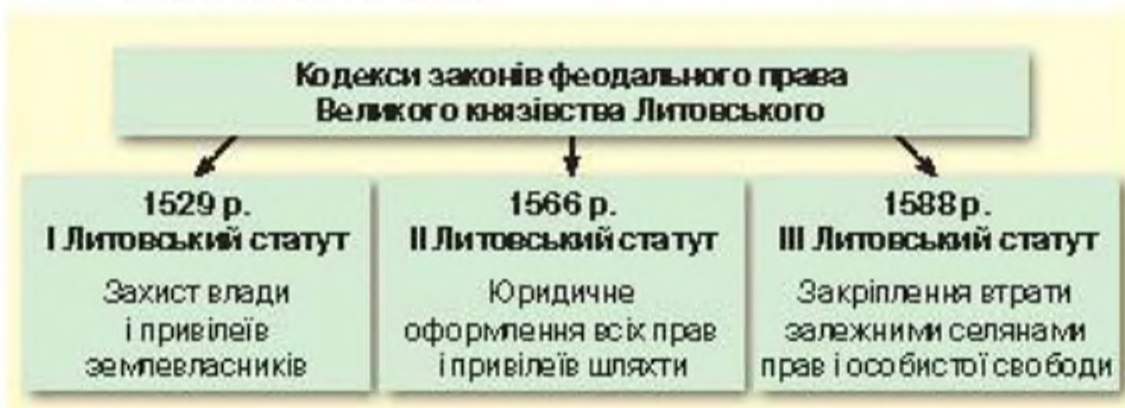 Кодекси законів феодального права
Великого князівства Литовського
1529 р.
І Литовський статут
Захист влади
і привілеїв
землевласників
1566 р.
ІІ Литовський статут
Юридичне
оформлення всіх прав
і привілеїв шляхти
1588 р.
ІІІ Литовський статут
Закріплення втрати
залежними селянами
прав і особистої свободи